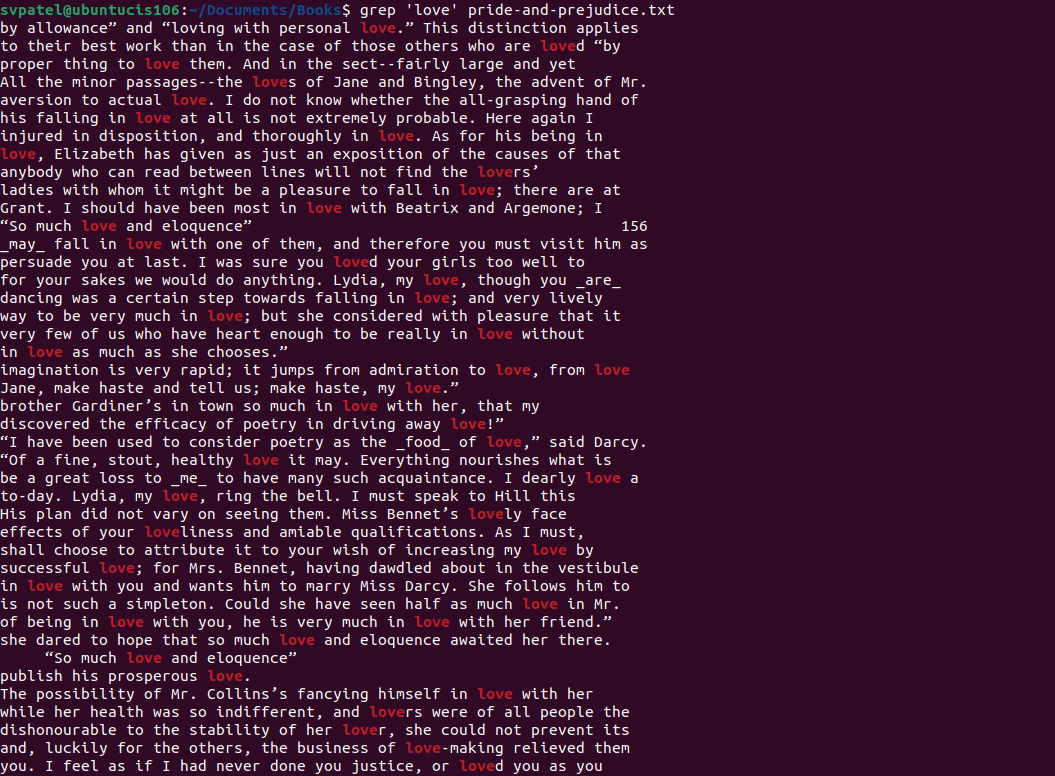 svpatel@ubuntucis106:~/Documents/Books$ grep 'love' pride-and-prejudice.txt
by allowance” and “loving with personal love.” This distinction applies
to their best work than in the case of those others who are loved “by
proper thing to love them. And in the sect--fairly large and yet
All the minor passages--the loves of Jane and Bingley, the advent of Mr.
aversion to actual love. I do not know whether the all-grasping hand of
his falling in love at all is not extremely probable. Here again I
injured in disposition, and thoroughly in love. As for his being in
love, Elizabeth has given as just an exposition of the causes of that
anybody who can read between lines will not find the lovers’
ladies with whom it might be a pleasure to fall in love; there are at
Grant. I should have been most in love with Beatrix and Argemone; I
“So much love and eloquence” 156
_may_ fall in love with one of them, and therefore you must visit him as
persuade you at last. I was sure you loved your girls too well to
for your sakes we would do anything. Lydia, my love, though you _are_
dancing was a certain step towards falling in love; and very lively
way to be very much in love; but she considered with pleasure that it
very few of us who have heart enough to be really in love without
in love as much as she chooses.”
imagination is very rapid; it jumps from admiration to love, from love
Jane, make haste and tell us; make haste, my love.”
brother Gardiner’s in town so much in love with her, that my
discovered the efficacy of poetry in driving away love!”
“I have been used to consider poetry as the _food_ of love,” said Darcy.
“Of a fine, stout, healthy love it may. Everything nourishes what is
be a great loss to _me_ to have many such acquaintance. I dearly love a
to-day. Lydia, my love, ring the bell. I must speak to Hill this
His plan did not vary on seeing them. Miss Bennet’s lovely face
effects of your loveliness and amiable qualifications. As I must,
shall choose to attribute it to your wish of increasing my love by
successful love; for Mrs. Bennet, having dawdled about in the vestibule
in love with you and wants him to marry Miss Darcy. She follows him to
is not such a simpleton. Could she have seen half as much love in Mr.
of being in love with you, he is very much in love with her friend.”
she dared to hope that so much love and eloquence awaited her there.
“So much love and eloquence”
publish his prosperous love.
The possibility of Mr. Collins’s fancying himself in love with her
while her health was so indifferent, and lovers were of all people the
dishonourable to the stability of her lover, she could not prevent its
and, luckily for the others, the business of love-making relieved them
you. I feel as if I had never done you justice, or loved you as you